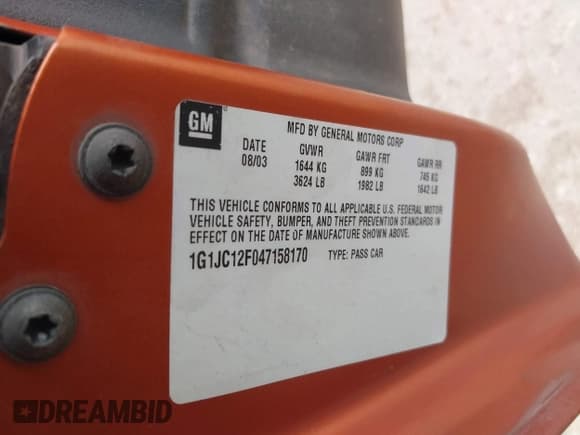 GM
MFD BY GENERAL MOTORS CORP
DATE GVWR GAWR FRT GAWR RR
08/03 1644 KG 899 KG 745 KG
3624 LB 1982 LB 1642 LB
THIS VEHICLE CONFORMS TO ALL APPLICABLE U.S. FEDERAL MOTOR
VEHICLE SAFETY, BUMPER, AND THEFT PREVENTION STANDARDS IN
EFFECT ON THE DATE OF MANUFACTURE SHOWN ABOVE.
1G1JC12F047158170 TYPE: PASS CAR
DREAMBID